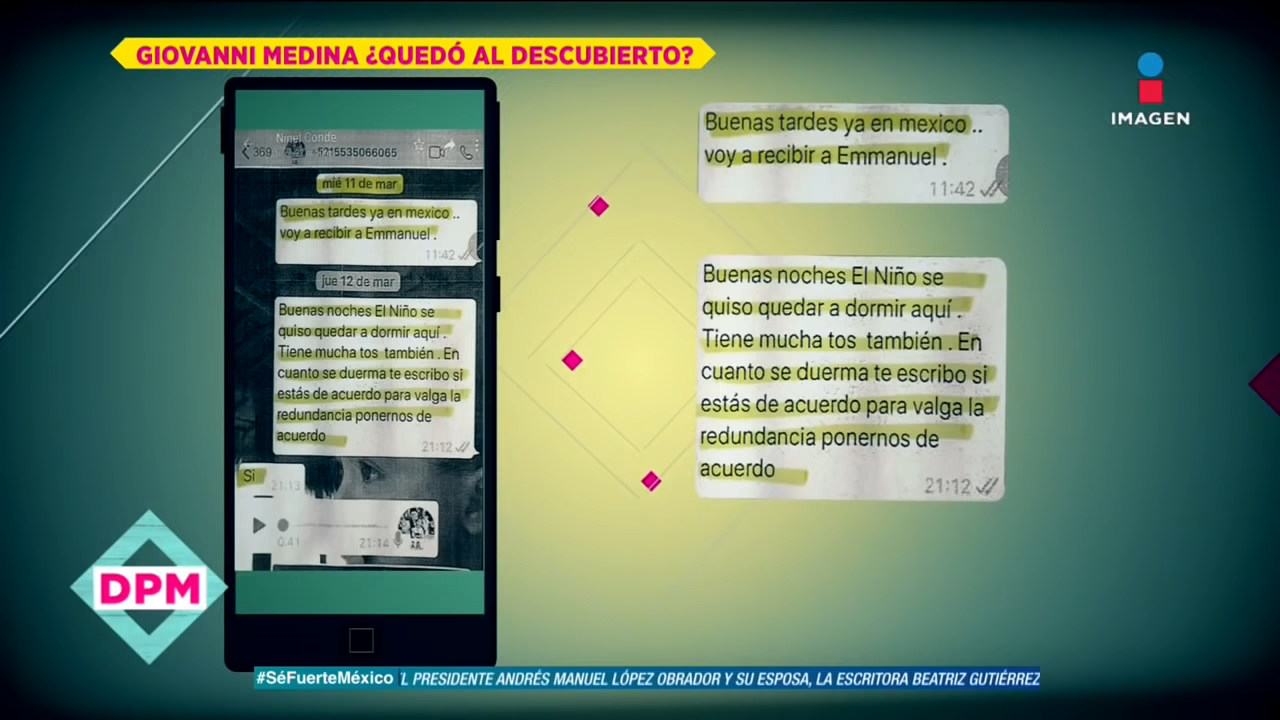 GIOVANNI MEDINA ¿QUEDÓ AL DESCUBIERTO?
IMAGEN
Ninel Conde
369 +5215535066065
mié 11 de mar
Buenas tardes ya en mexico ..
voy a recibir a Emmanuel .
11:42
jue 12 de mar
Buenas noches El Niño se
quiso quedar a dormir aquí .
Tiene mucha tos también . En
cuanto se duerma te escribo si
estás de acuerdo para valga la
redundancia ponernos de
acuerdo
21:12
Si
21:13
0:41
21:14
Buenas tardes ya en mexico ..
voy a recibir a Emmanuel .
11:42
Buenas noches El Niño se
quiso quedar a dormir aquí .
Tiene mucha tos también . En
cuanto se duerma te escribo si
estás de acuerdo para valga la
redundancia ponernos de
acuerdo
21:12
DPM
#SéFuerteMéxico L PRESIDENTE ANDRÉS MANUEL LÓPEZ OBRADOR Y SU ESPOSA, LA ESCRITORA BEATRIZ GUTIÉRREZ